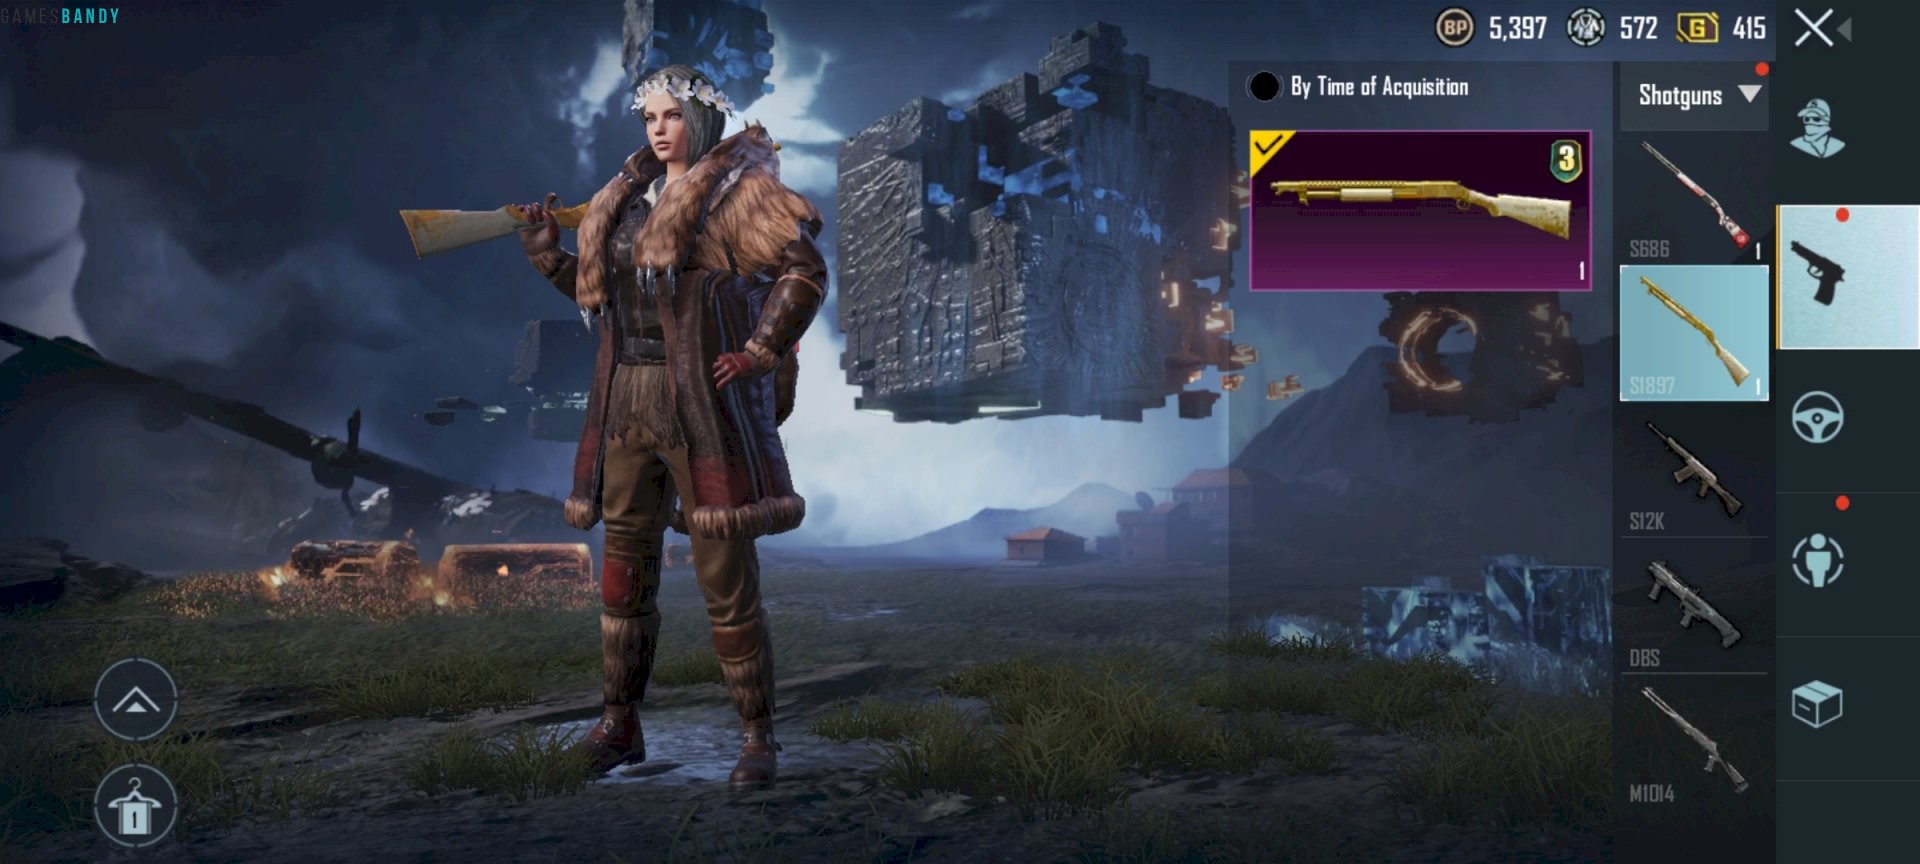 GAMESBANDY
BP 5,397 572 G 415
By Time of Acquisition
Shotguns
3
1
S686 1
S1897 1
S12K
DBS
M1014
1